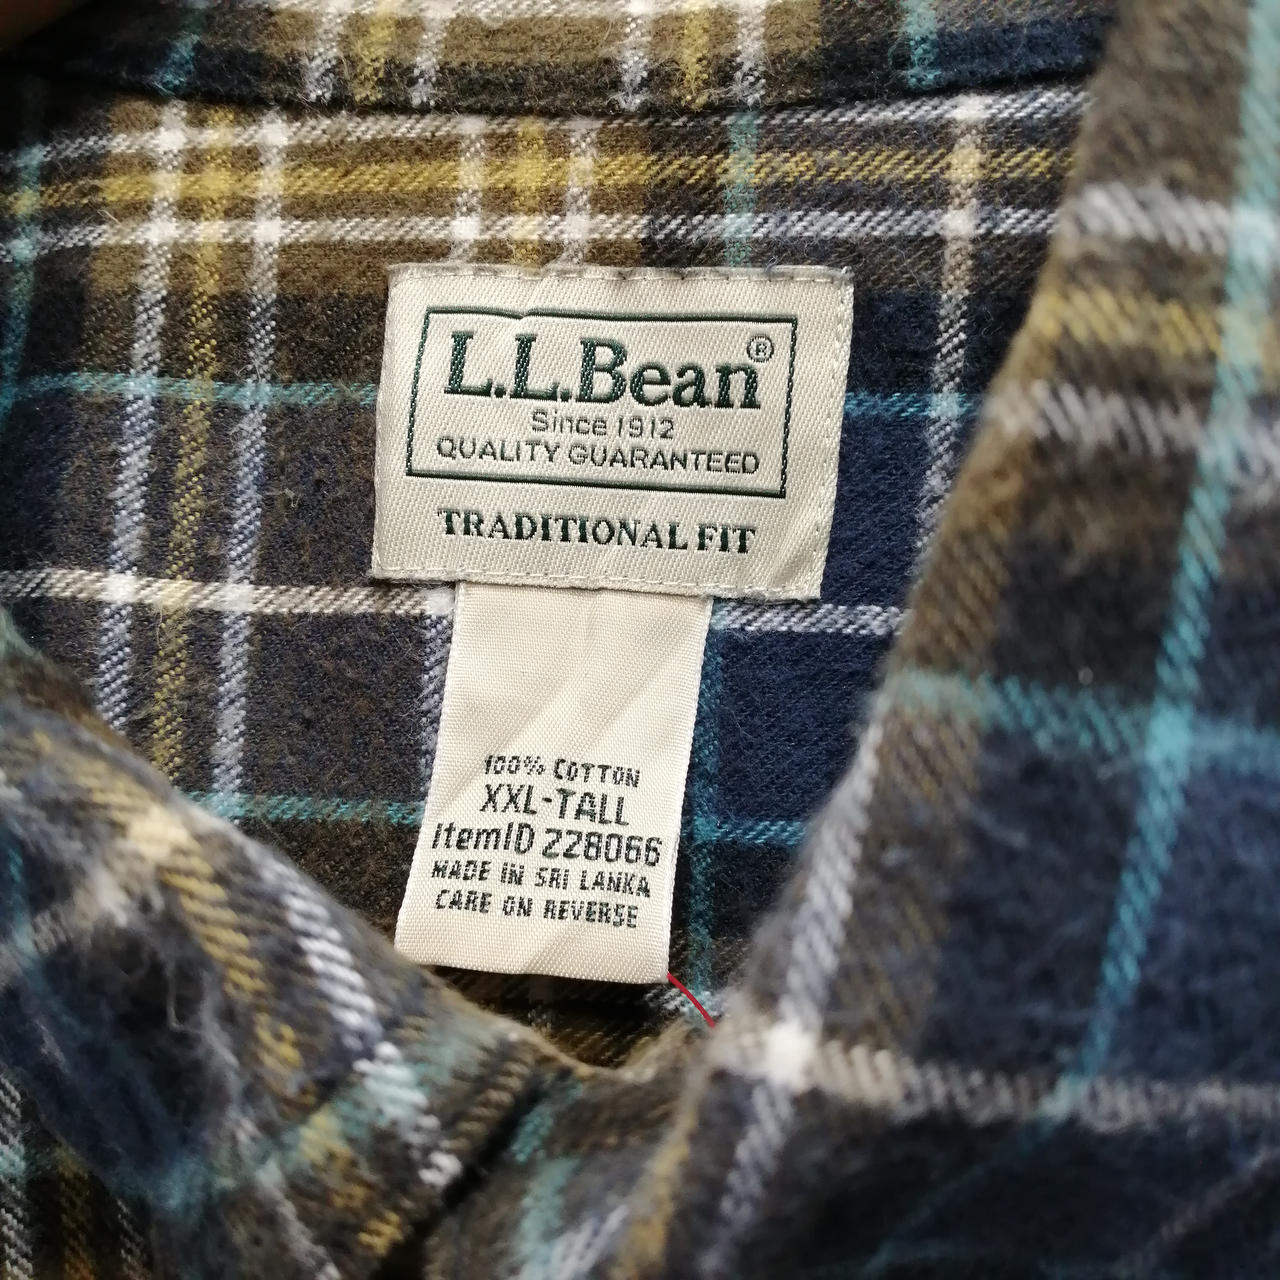 L.L.Bean®
Since 1912
QUALITY GUARANTEED
TRADITIONAL FIT
100% COTTON
XXL-TALL
ItemID 228066
MADE IN SRI LANKA
CARE ON REVERSE